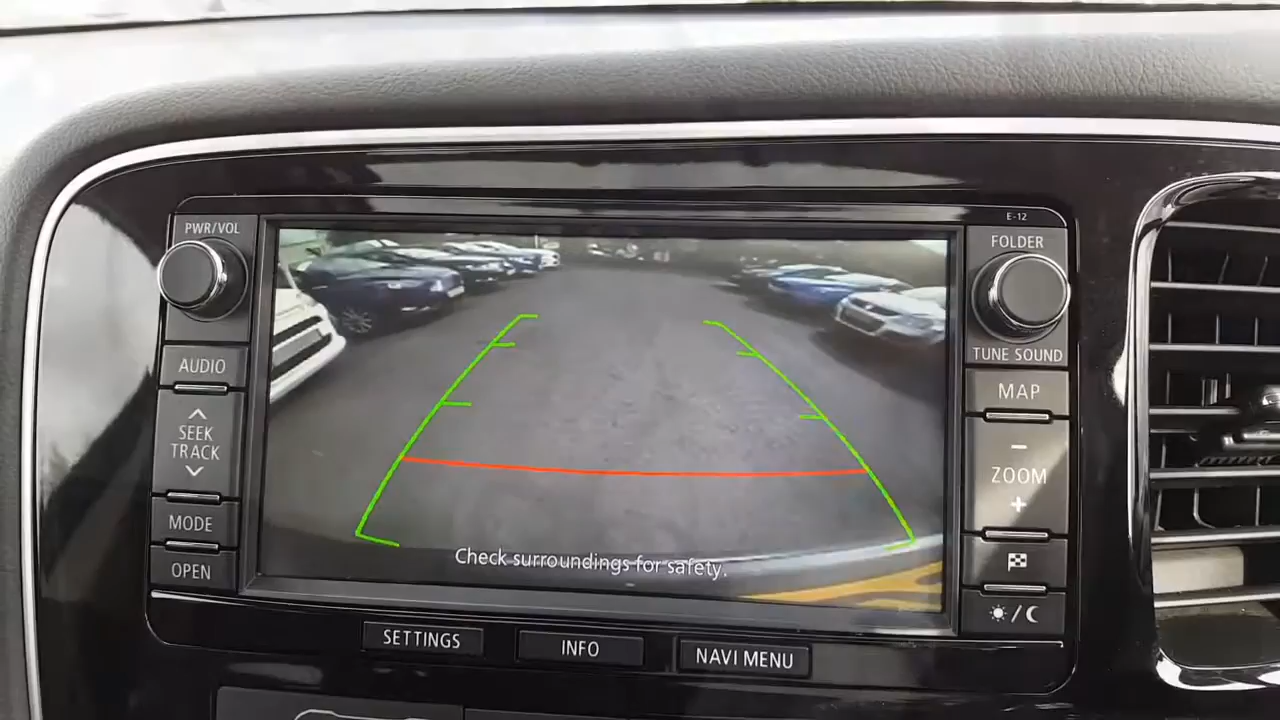 E-12
PWR/VOL
FOLDER
TUNE SOUND
AUDIO
MAP
SEEK
TRACK
−
ZOOM
+
MODE
OPEN
Check surroundings for safety.
SETTINGS
INFO
NAVI MENU